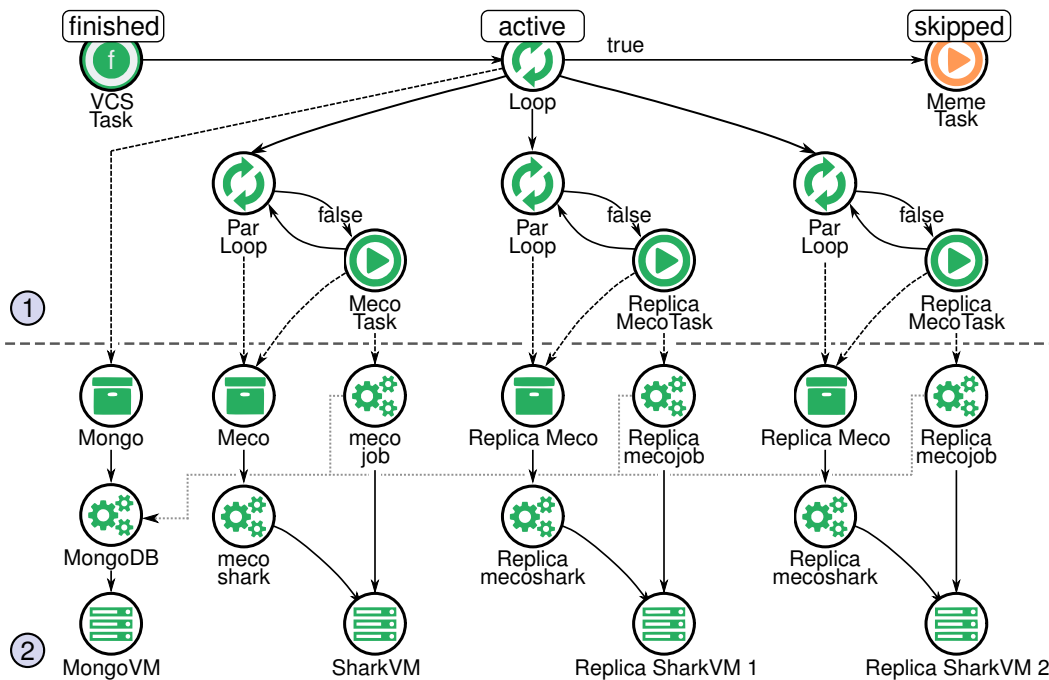 finished
active
skipped
f
true
VCS
Task
Loop
Meme
Task
false
false
false
Par
Loop
Par
Loop
Par
Loop
Meco
Task
Replica
MecoTask
Replica
MecoTask
1
Mongo
Meco
meco
job
Replica Meco
Replica
mecojob
Replica Meco
Replica
mecojob
MongoDB
meco
shark
Replica
mecoshark
Replica
mecoshark
2
MongoVM
SharkVM
Replica SharkVM 1
Replica SharkVM 2